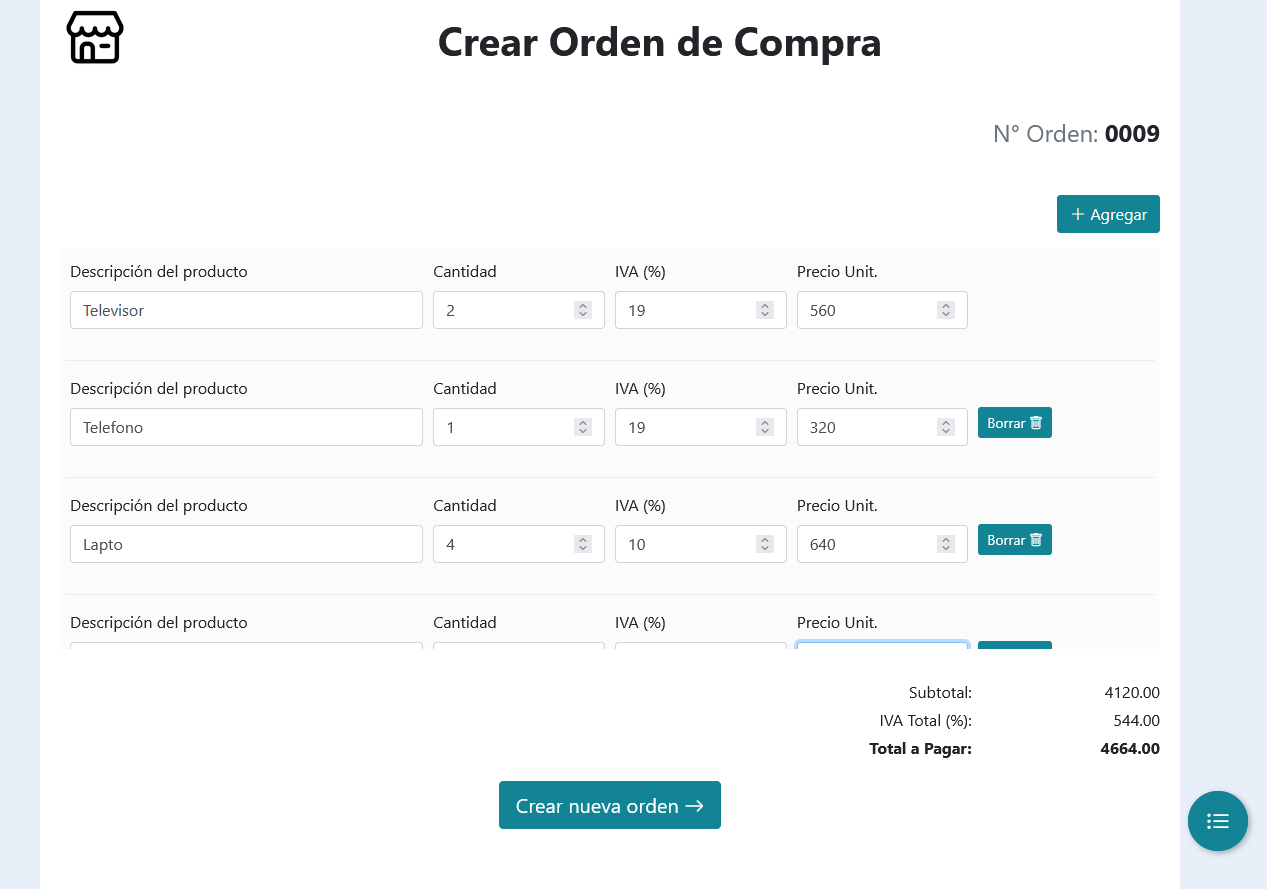 Crear Orden de Compra
N° Orden: 0009
+ Agregar
Descripción del producto Cantidad IVA (%) Precio Unit.
Televisor 2 19 560
Descripción del producto Cantidad IVA (%) Precio Unit.
Telefono 1 19 320 Borrar
Descripción del producto Cantidad IVA (%) Precio Unit.
Lapto 4 10 640 Borrar
Descripción del producto Cantidad IVA (%) Precio Unit.
Subtotal: 4120.00
IVA Total (%): 544.00
Total a Pagar: 4664.00
Crear nueva orden →